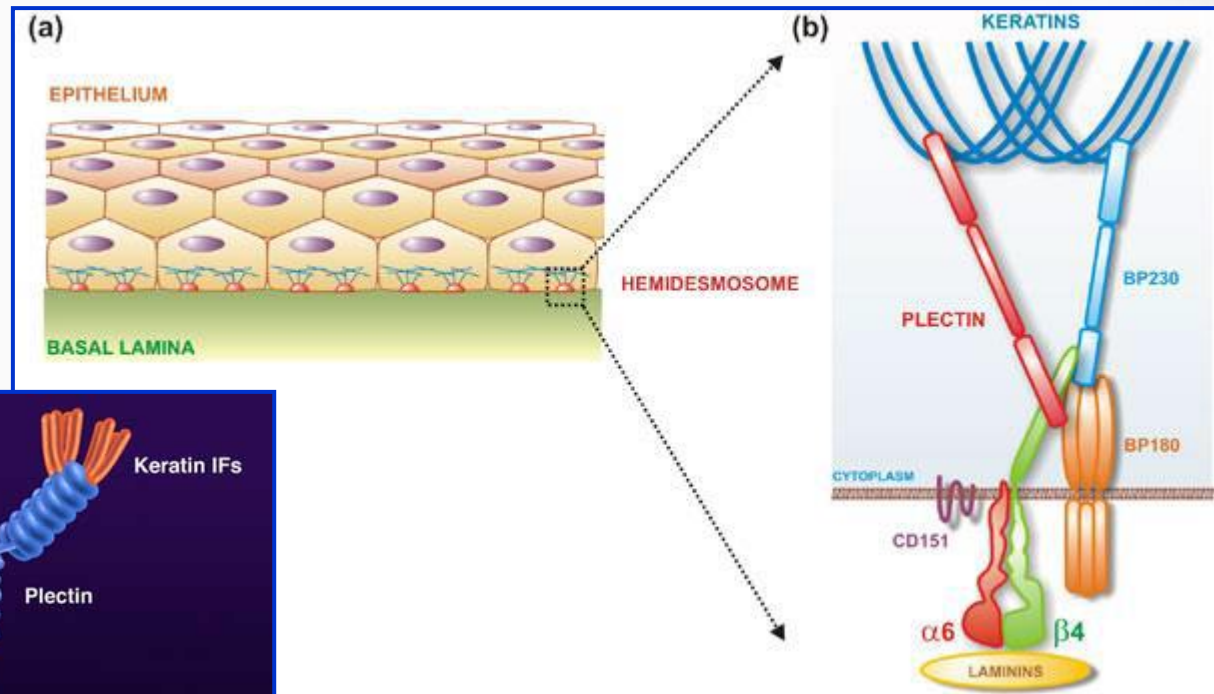 (a)
EPITHELIUM
BASAL LAMINA
HEMIDESMOSOME
(b)
KERATINS
PLECTIN
BP230
BP180
CYTOPLASM
CD151
α6
β4
LAMININS
Keratin IFs
Plectin